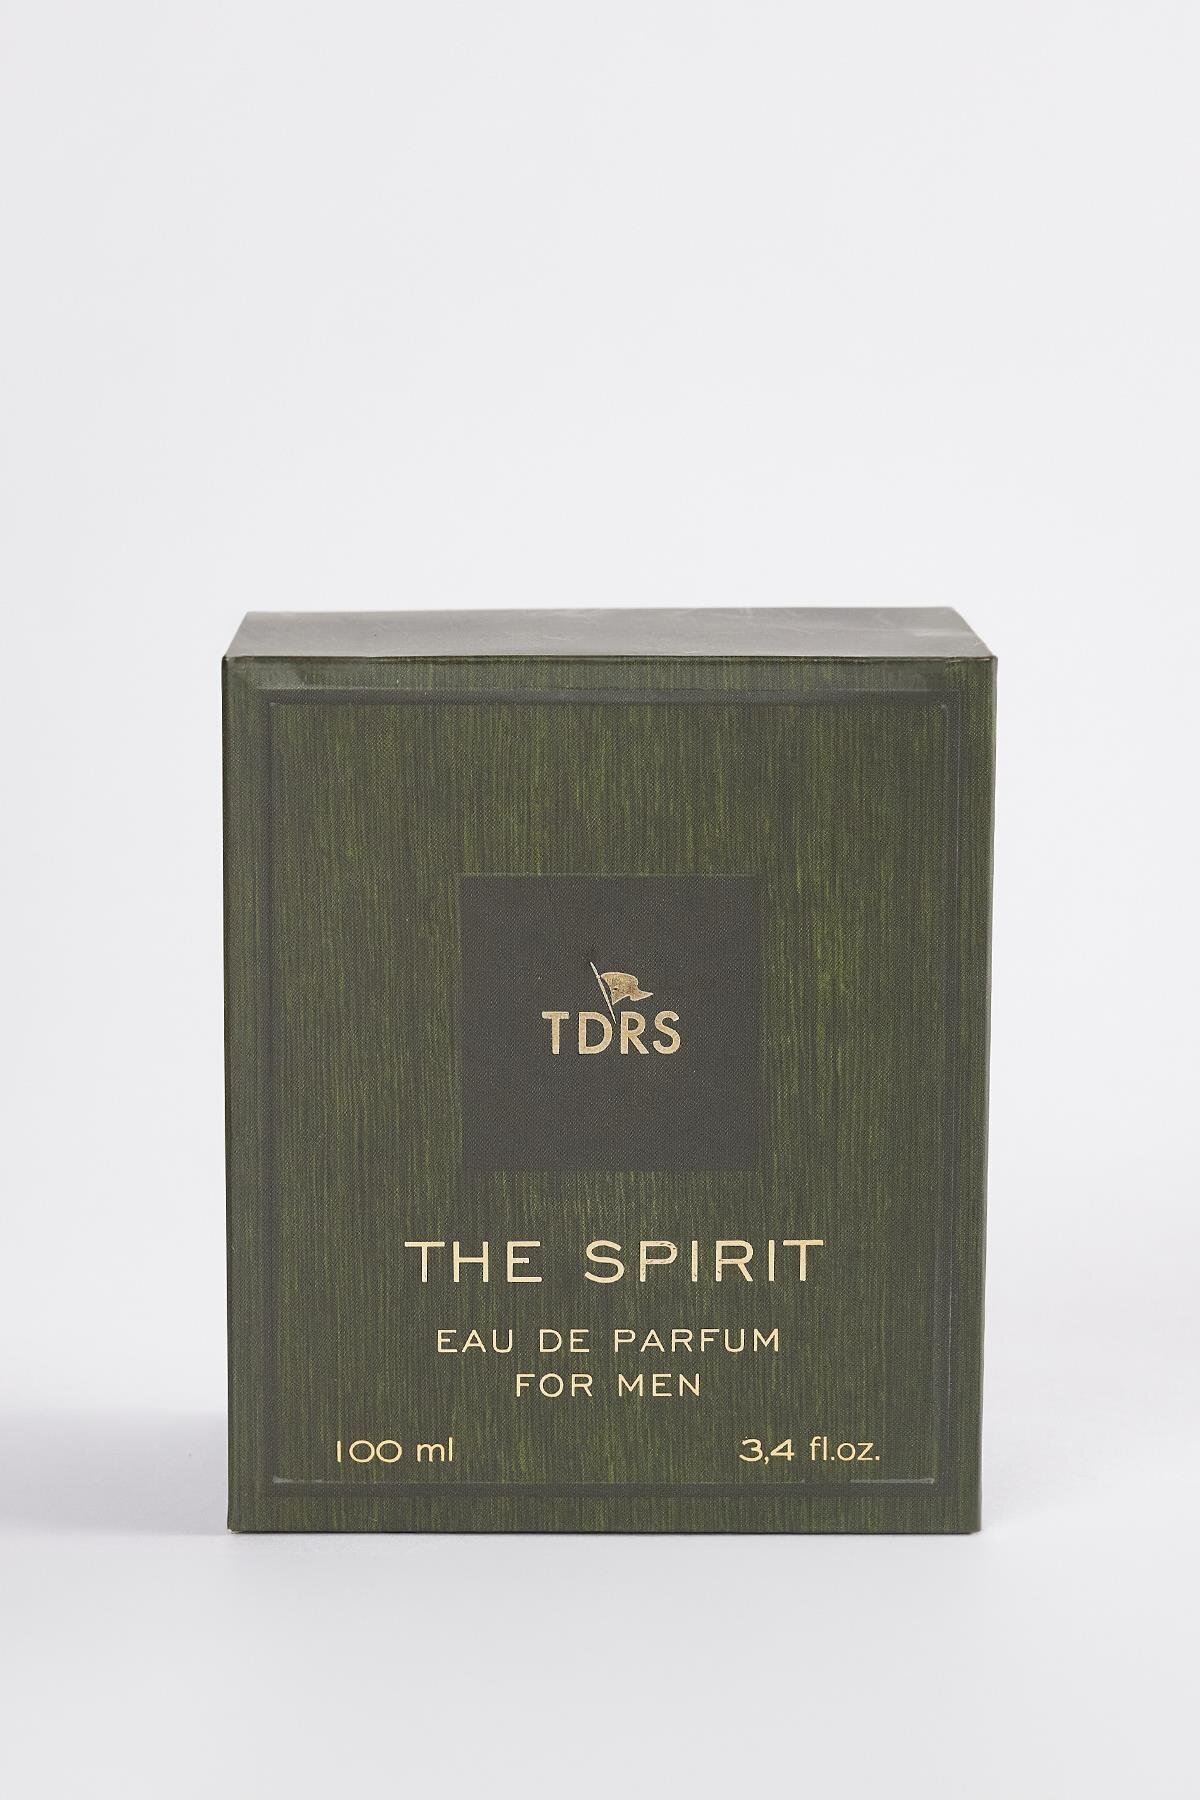 TDRS
THE SPIRIT
EAU DE PARFUM
FOR MEN
100 ml 3,4 fl.oz.